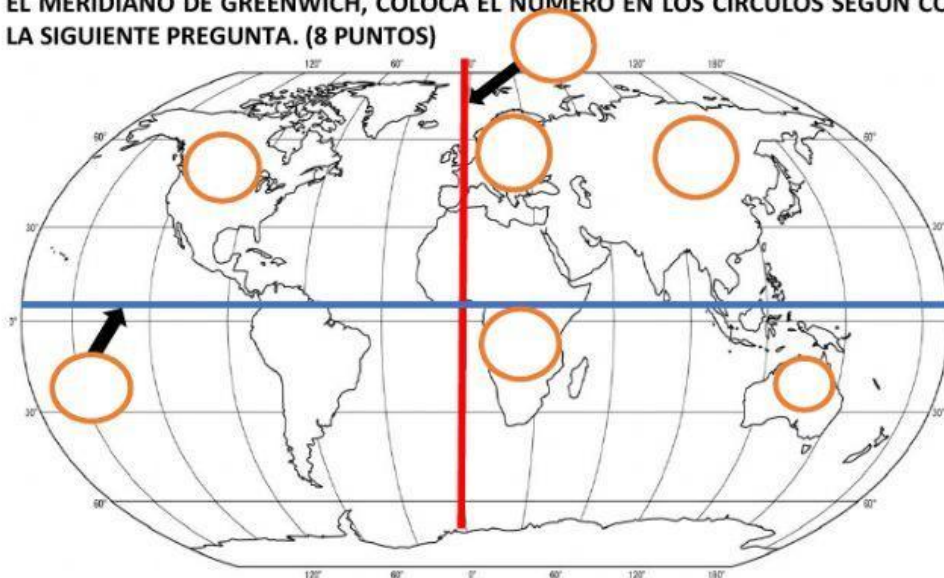 EL MERIDIANO DE GREENWICH, COLOCA EL NÚMERO EN LOS CÍRCULOS SEGÚN
LA SIGUIENTE PREGUNTA. (8 PUNTOS)
120° 60° 0° 60° 120° 180°
60° 60°
30° 30°
0°
30° 30°
60° 60°
120° 60° 0° 60° 120° 180°